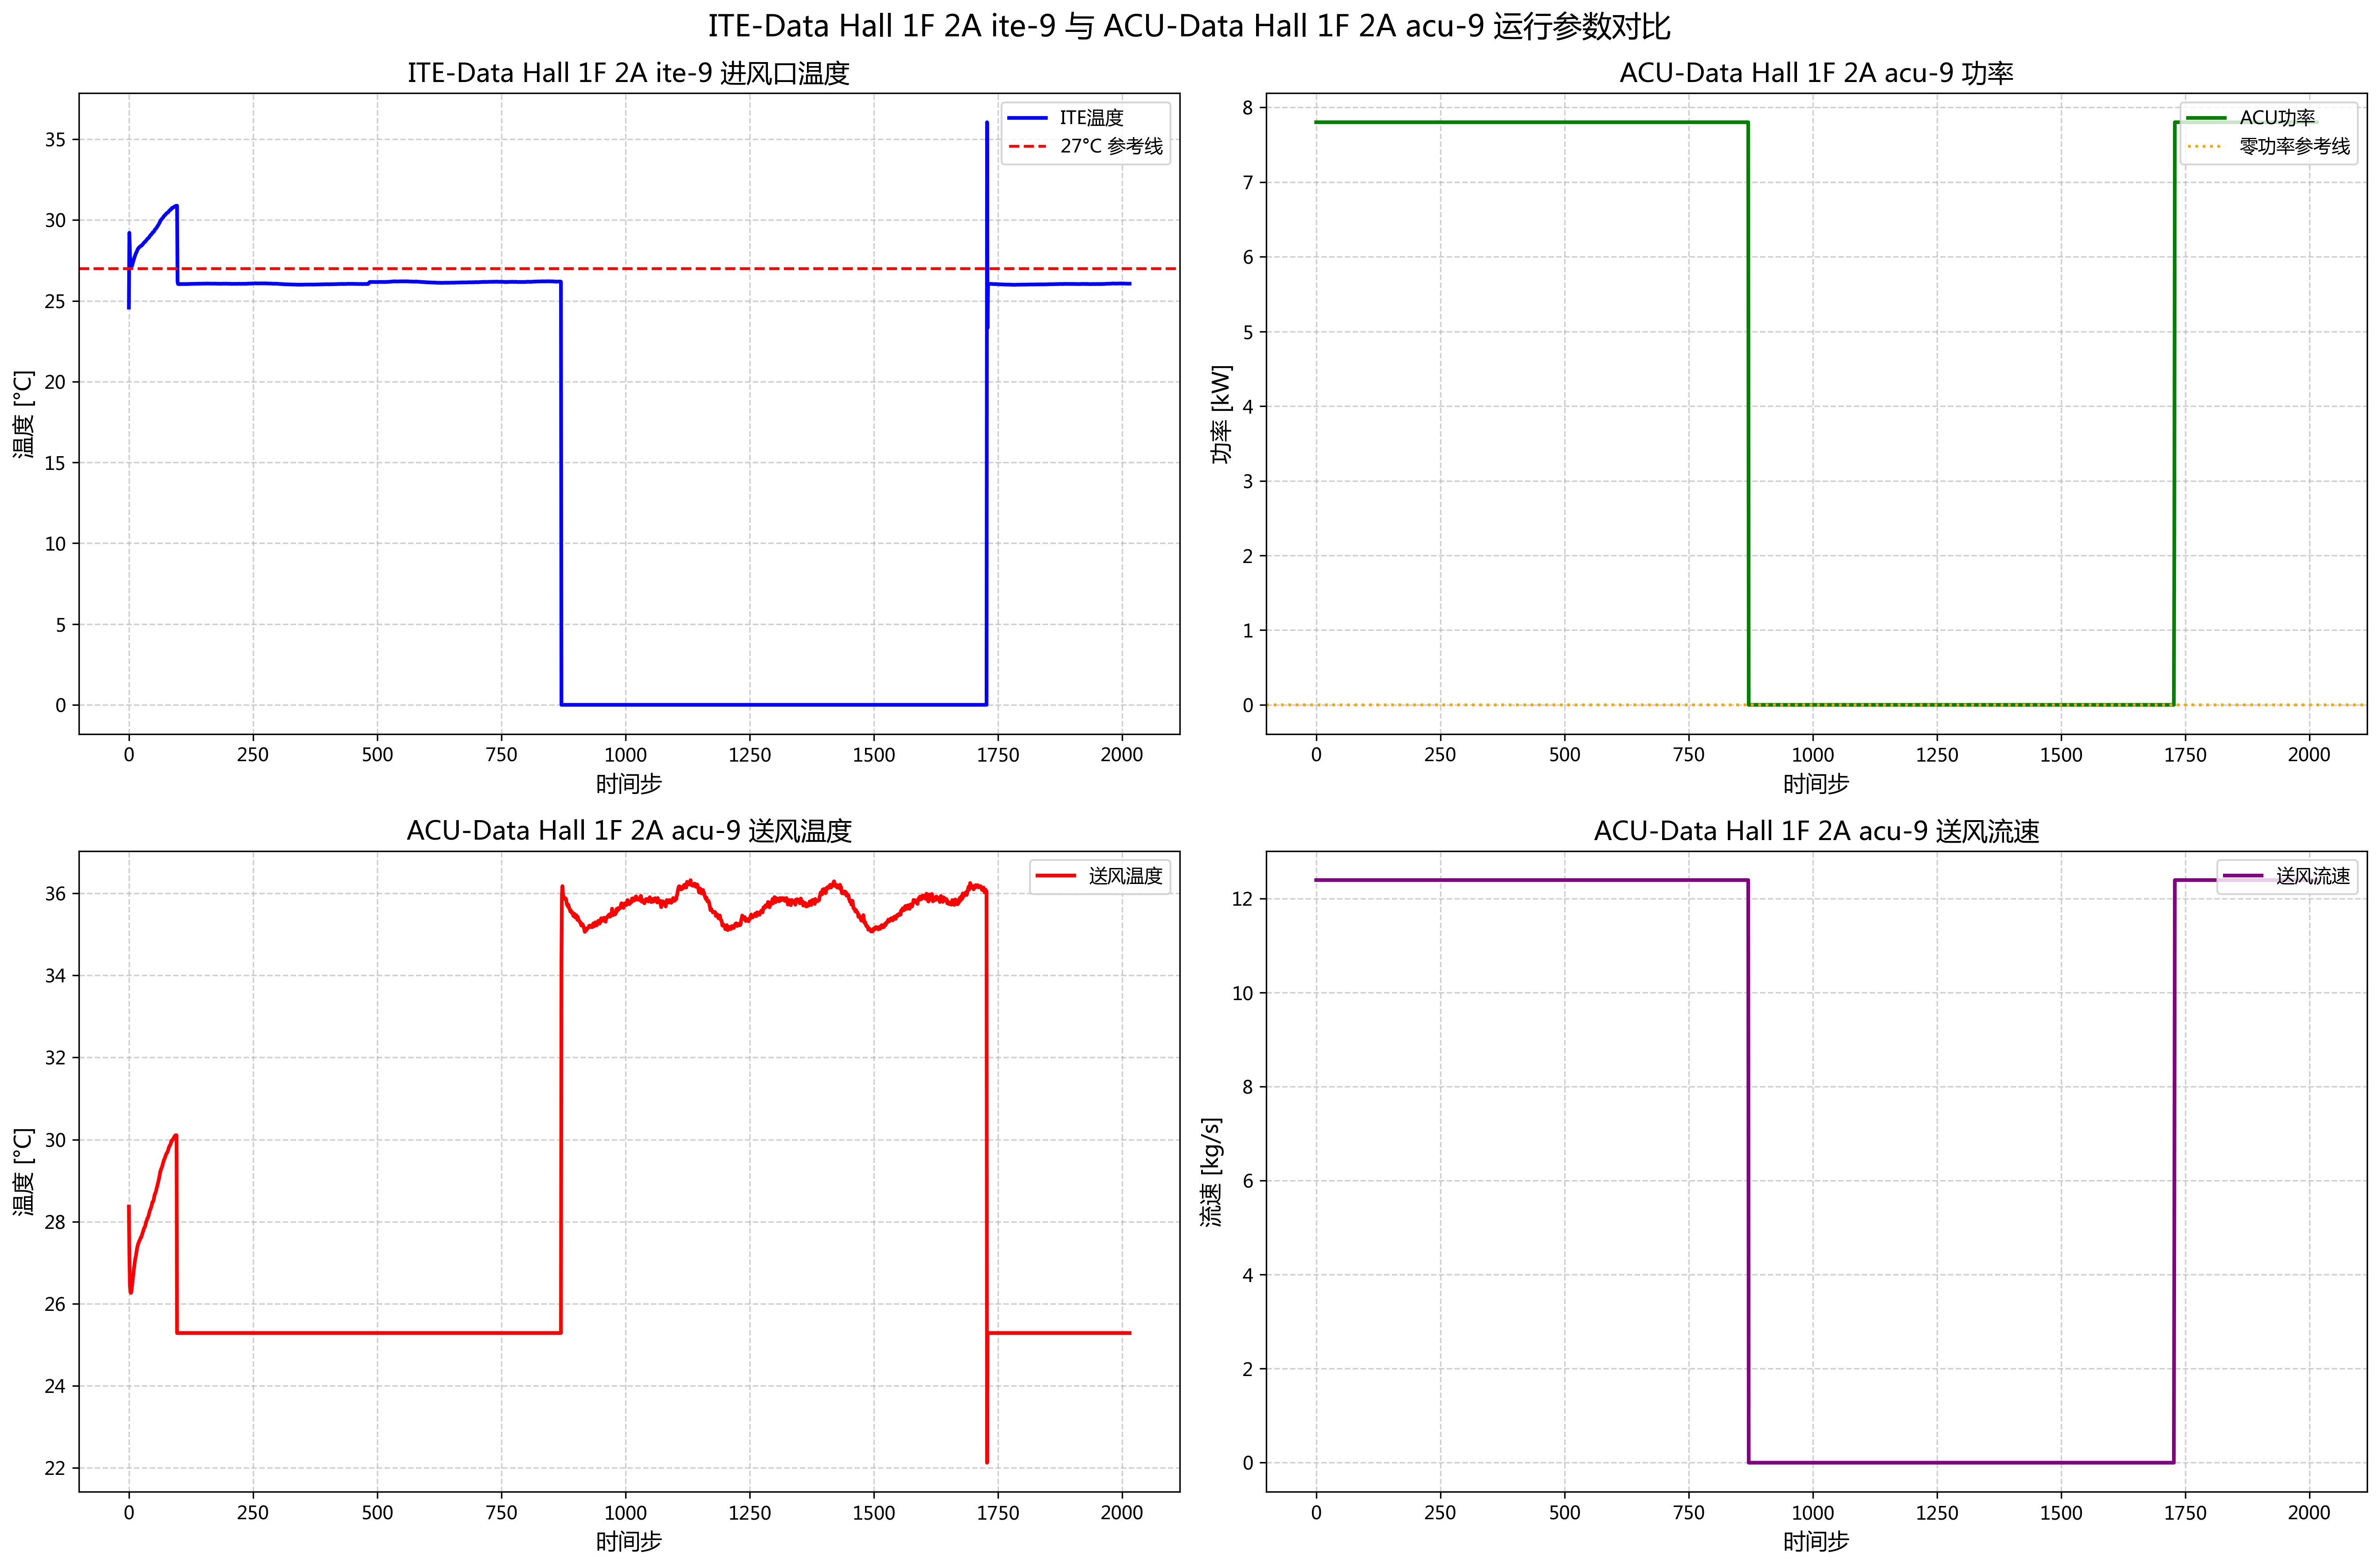 ITE-Data Hall 1F 2A ite-9 与 ACU-Data Hall 1F 2A acu-9 运行参数对比
ITE-Data Hall 1F 2A ite-9 进风口温度
ITE温度
27°C 参考线
温度 [°C]
35
30
25
20
15
10
5
0
0 250 500 750 1000 1250 1500 1750 2000
时间步
ACU-Data Hall 1F 2A acu-9 功率
ACU功率
零功率参考线
功率 [kW]
8
7
6
5
4
3
2
1
0
0 250 500 750 1000 1250 1500 1750 2000
时间步
ACU-Data Hall 1F 2A acu-9 送风温度
送风温度
温度 [°C]
36
34
32
30
28
26
24
22
0 250 500 750 1000 1250 1500 1750 2000
时间步
ACU-Data Hall 1F 2A acu-9 送风流速
送风流速
流速 [kg/s]
12
10
8
6
4
2
0
0 250 500 750 1000 1250 1500 1750 2000
时间步